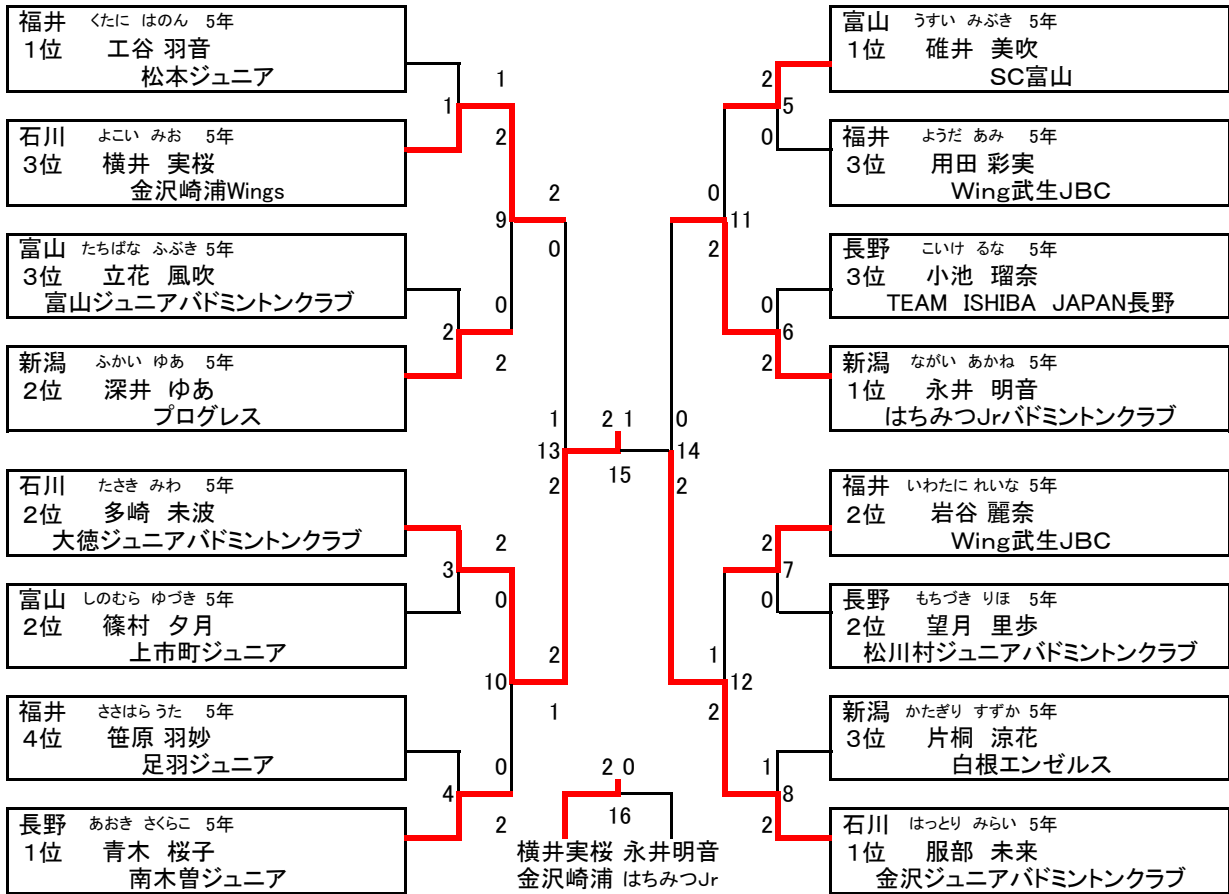 福井 くたに はのん 5年
1位 工谷 羽音
松本ジュニア
石川 よこい みお 5年
3位 横井 実桜
金沢崎浦Wings
富山 たちばな ふぶき 5年
3位 立花 風吹
富山ジュニアバドミントンクラブ
新潟 ふかい ゆあ 5年
2位 深井 ゆあ
プログレス
石川 たさき みわ 5年
2位 多崎 未波
大徳ジュニアバドミントンクラブ
富山 しのむら ゆづき 5年
2位 篠村 夕月
上市町ジュニア
福井 ささはら うた 5年
4位 笹原 羽妙
足羽ジュニア
長野 あおき さくらこ 5年
1位 青木 桜子
南木曽ジュニア
1
1
2
9
2
0
0
2
2
1
13
2
2
3
0
2
10
1
0
4
2
2 1
15
2 0
16
横井実桜 永井明音
金沢崎浦 はちみつJr
2
5
0
0
11
2
0
6
2
0
14
2
2
7
0
1
12
2
1
8
2
富山 うすい みぶき 5年
1位 碓井 美吹
SC富山
福井 ようだ あみ 5年
3位 用田 彩実
Wing武生JBC
長野 こいけ るな 5年
3位 小池 瑠奈
TEAM ISHIBA JAPAN長野
新潟 ながい あかね 5年
1位 永井 明音
はちみつJrバドミントンクラブ
福井 いわたに れいな 5年
2位 岩谷 麗奈
Wing武生JBC
長野 もちづき りほ 5年
2位 望月 里歩
松川村ジュニアバドミントンクラブ
新潟 かたぎり すずか 5年
3位 片桐 涼花
白根エンゼルス
石川 はっとり みらい 5年
1位 服部 未来
金沢ジュニアバドミントンクラブ